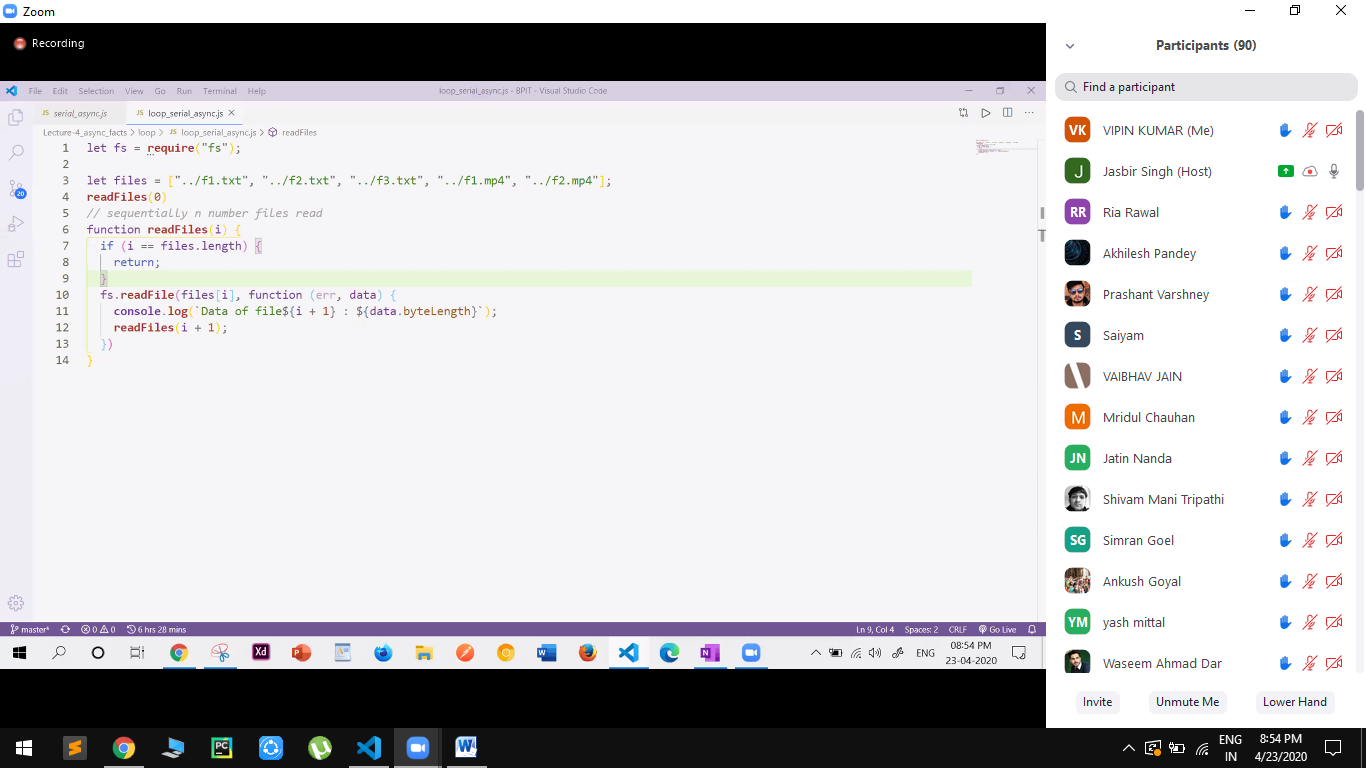 Zoom
Recording
Participants (90)
Find a participant
File Edit Selection View Go Run Terminal Help
loop_serial_async.js - BPIT - Visual Studio Code
JS serial_async.js
JS loop_serial_async.js
Lecture-4_async_facts > loop > JS loop_serial_async.js > readFiles
20
1 let fs = require("fs");
2
3 let files = ["../f1.txt", "../f2.txt", "../f3.txt", "../f1.mp4", "../f2.mp4"];
4 readFiles(0)
5 // sequentially n number files read
6 function readFiles(i) {
7 if (i == files.length) {
8 return;
9 }
10 fs.readFile(files[i], function (err, data) {
11 console.log(`Data of file${i + 1} : ${data.byteLength}`);
12 readFiles(i + 1);
13 })
14 }
master* 0 0 6 hrs 28 mins
Ln 9, Col 4 Spaces: 2 CRLF Go Live
Xd
ENG
08:54 PM
23-04-2020
VK VIPIN KUMAR (Me)
J Jasbir Singh (Host)
RR Ria Rawal
Akhilesh Pandey
Prashant Varshney
S Saiyam
VAIBHAV JAIN
M Mridul Chauhan
JN Jatin Nanda
Shivam Mani Tripathi
SG Simran Goel
Ankush Goyal
YM yash mittal
Waseem Ahmad Dar
Invite
Unmute Me
Lower Hand
PC
ENG
IN
8:54 PM
4/23/2020